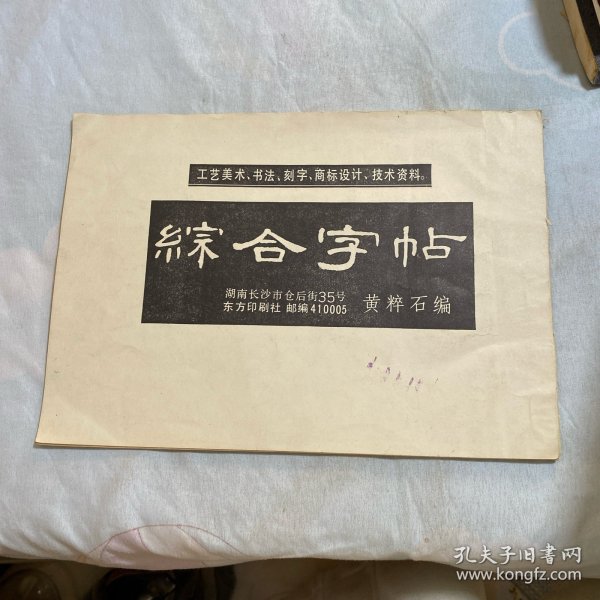 工艺美术、书法、刻字、商标设计、技术资料。
綜合字帖
湖南长沙市仓后街35号
东方印刷社 邮编410005
黄粹石编
孔夫子旧书网
www.kongfz.com